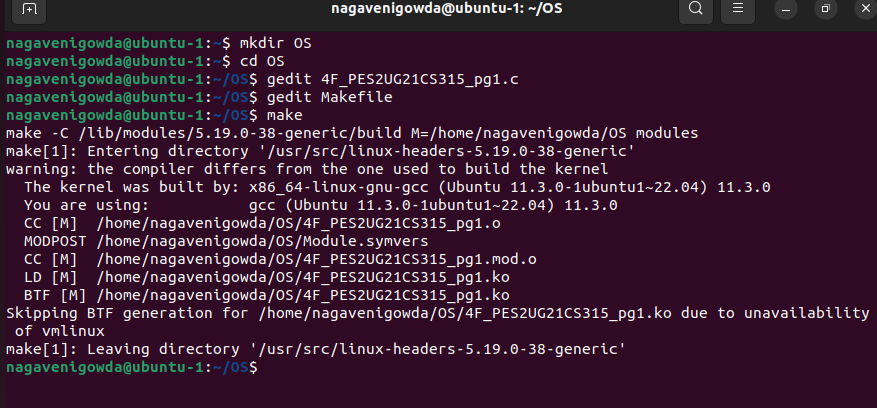 nagavenigowda@ubuntu-1: ~/OS
nagavenigowda@ubuntu-1:~$ mkdir OS
nagavenigowda@ubuntu-1:~$ cd OS
nagavenigowda@ubuntu-1:~/OS$ gedit 4F_PES2UG21CS315_pg1.c
nagavenigowda@ubuntu-1:~/OS$ gedit Makefile
nagavenigowda@ubuntu-1:~/OS$ make
make -C /lib/modules/5.19.0-38-generic/build M=/home/nagavenigowda/OS modules
make[1]: Entering directory '/usr/src/linux-headers-5.19.0-38-generic'
warning: the compiler differs from the one used to build the kernel
  The kernel was built by: x86_64-linux-gnu-gcc (Ubuntu 11.3.0-1ubuntu1~22.04) 11.3.0
  You are using:           gcc (Ubuntu 11.3.0-1ubuntu1~22.04) 11.3.0
  CC [M]  /home/nagavenigowda/OS/4F_PES2UG21CS315_pg1.o
  MODPOST /home/nagavenigowda/OS/Module.symvers
  CC [M]  /home/nagavenigowda/OS/4F_PES2UG21CS315_pg1.mod.o
  LD [M]  /home/nagavenigowda/OS/4F_PES2UG21CS315_pg1.ko
  BTF [M] /home/nagavenigowda/OS/4F_PES2UG21CS315_pg1.ko
Skipping BTF generation for /home/nagavenigowda/OS/4F_PES2UG21CS315_pg1.ko due to unavailability
 of vmlinux
make[1]: Leaving directory '/usr/src/linux-headers-5.19.0-38-generic'
nagavenigowda@ubuntu-1:~/OS$